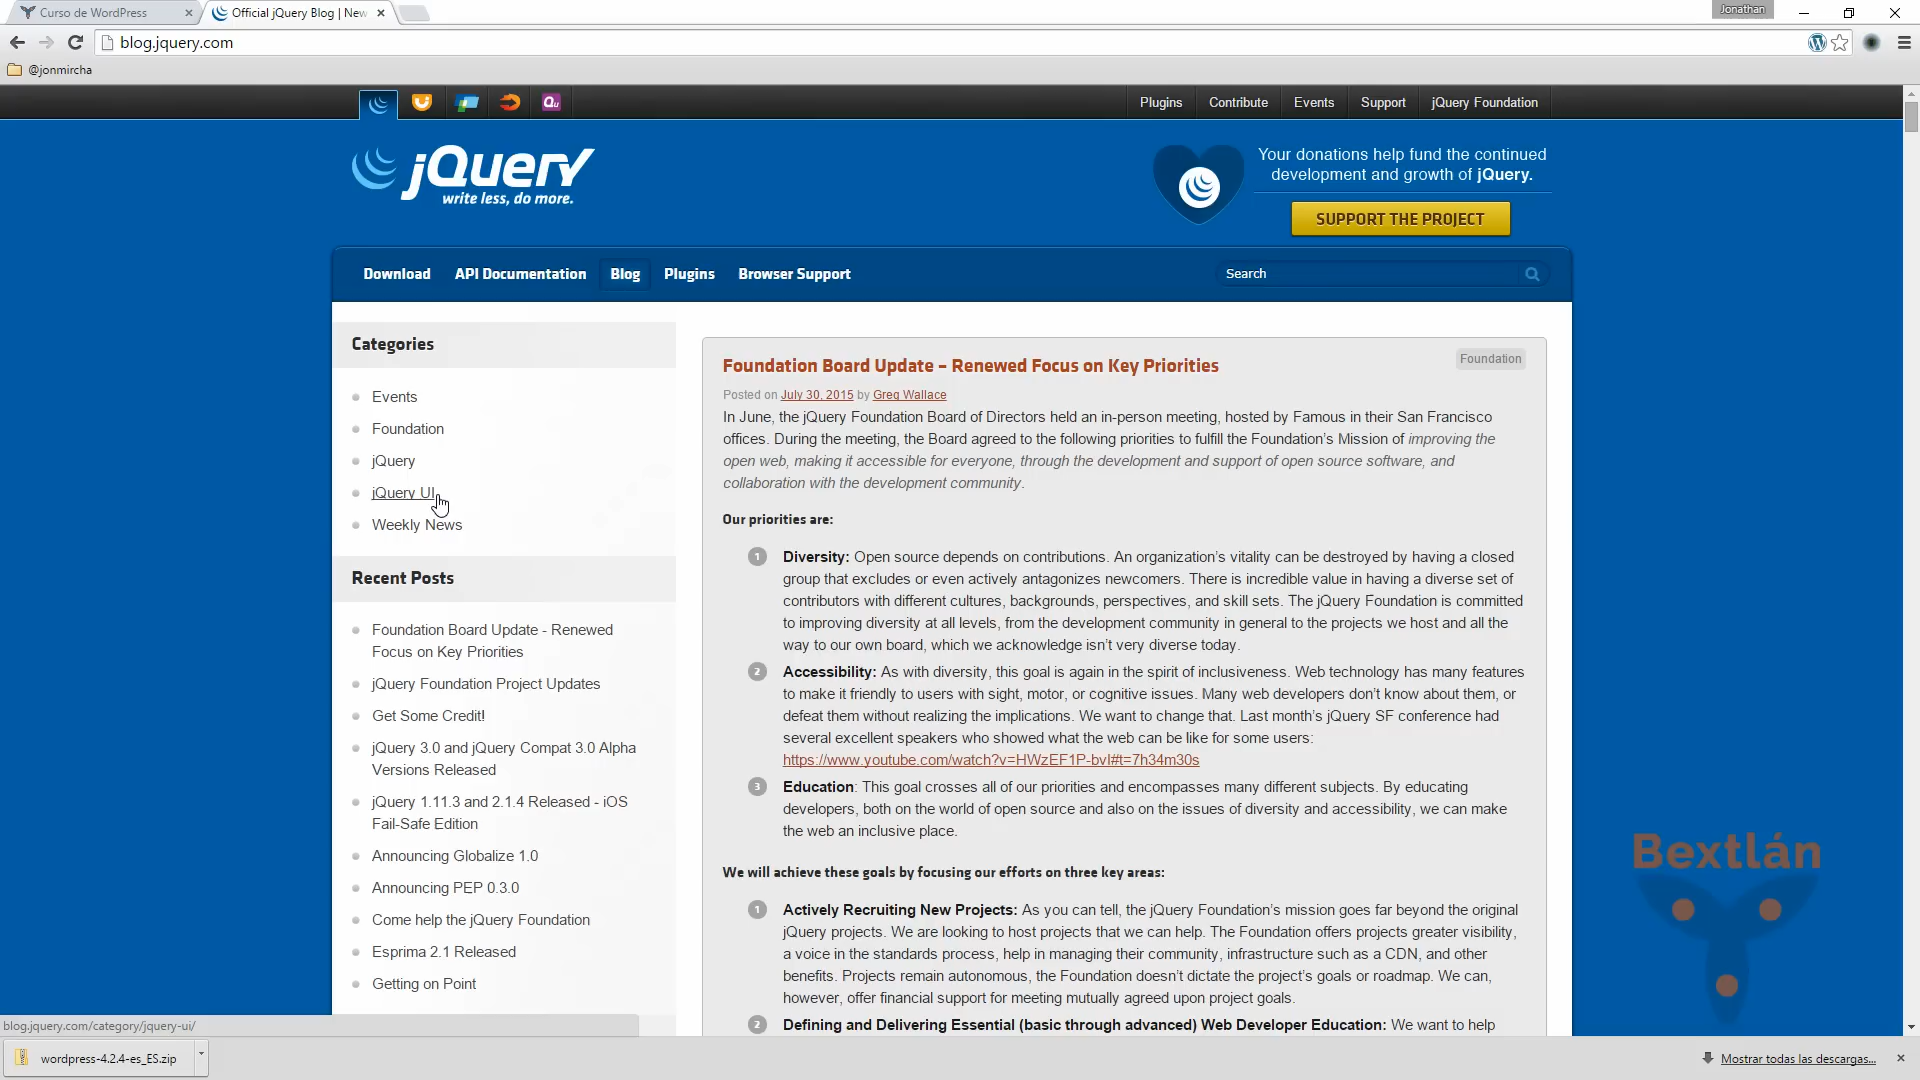 Curso de WordPress
Official jQuery Blog | New
Jonathan
blog.jquery.com
@jonmircha
Plugins
Contribute
Events
Support
jQuery Foundation
jQuery
write less, do more.
Your donations help fund the continued
development and growth of jQuery.
SUPPORT THE PROJECT
Download
API Documentation
Blog
Plugins
Browser Support
Search
Categories
Events
Foundation
jQuery
jQuery UI
Weekly News
Recent Posts
Foundation Board Update - Renewed
Focus on Key Priorities
jQuery Foundation Project Updates
Get Some Credit!
jQuery 3.0 and jQuery Compat 3.0 Alpha
Versions Released
jQuery 1.11.3 and 2.1.4 Released - iOS
Fail-Safe Edition
Announcing Globalize 1.0
Announcing PEP 0.3.0
Come help the jQuery Foundation
Esprima 2.1 Released
Getting on Point
Foundation Board Update – Renewed Focus on Key Priorities
Foundation
Posted on July 30, 2015 by Greg Wallace
In June, the jQuery Foundation Board of Directors held an in-person meeting, hosted by Famous in their San Francisco
offices. During the meeting, the Board agreed to the following priorities to fulfill the Foundation’s Mission of improving the
open web, making it accessible for everyone, through the development and support of open source software, and
collaboration with the development community.
Our priorities are:
1 Diversity: Open source depends on contributions. An organization’s vitality can be destroyed by having a closed
group that excludes or even actively antagonizes newcomers. There is incredible value in having a diverse set of
contributors with different cultures, backgrounds, perspectives, and skill sets. The jQuery Foundation is committed
to improving diversity at all levels, from the development community in general to the projects we host and all the
way to our own board, which we acknowledge isn’t very diverse today.
2 Accessibility: As with diversity, this goal is again in the spirit of inclusiveness. Web technology has many features
to make it friendly to users with sight, motor, or cognitive issues. Many web developers don’t know about them, or
defeat them without realizing the implications. We want to change that. Last month’s jQuery SF conference had
several excellent speakers who showed what the web can be like for some users:
https://www.youtube.com/watch?v=HWzEF1P-bvI#t=7h34m30s
3 Education: This goal crosses all of our priorities and encompasses many different subjects. By educating
developers, both on the world of open source and also on the issues of diversity and accessibility, we can make
the web an inclusive place.
We will achieve these goals by focusing our efforts on three key areas:
1 Actively Recruiting New Projects: As you can tell, the jQuery Foundation’s mission goes far beyond the original
jQuery projects. We are looking to host projects that we can help. The Foundation offers projects greater visibility,
a voice in the standards process, help in managing their community, infrastructure such as a CDN, and other
benefits. Projects remain autonomous, the Foundation doesn’t dictate the project’s goals or roadmap. We can,
however, offer financial support for meeting mutually agreed upon project goals.
2 Defining and Delivering Essential (basic through advanced) Web Developer Education: We want to help
Bextlán
blog.jquery.com/category/jquery-ui/
wordpress-4.2.4-es_ES.zip
Mostrar todas las descargas...